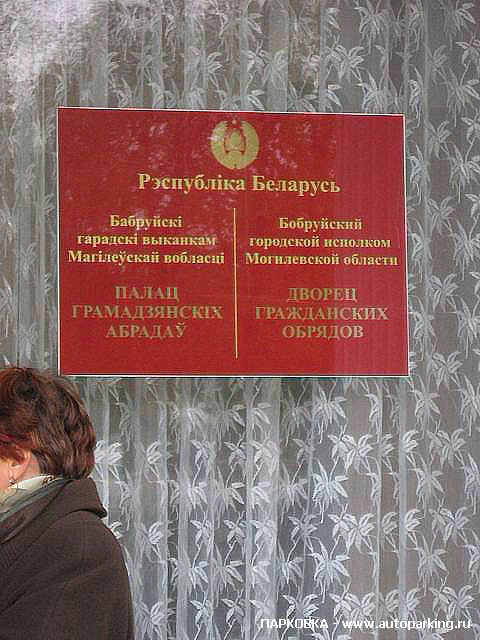 Рэспубліка Беларусь
Бабруйскі
гарадскі выканкам
Магілеўскай вобласці
ПАЛАЦ
ГРАМАДЗЯНСКІХ
АБРАДАЎ
Бобруйский
городской исполком
Могилевской области
ДВОРЕЦ
ГРАЖДАНСКИХ
ОБРЯДОВ
ПАРКОВКА - www.autoparking.ru